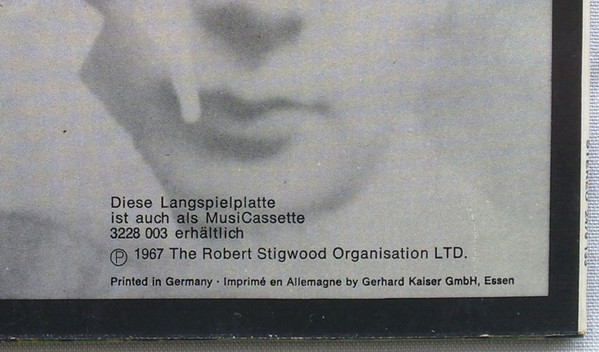 Diese Langspielplatte
ist auch als MusiCassette
3228 003 erhältlich
Ⓟ 1967 The Robert Stigwood Organisation LTD.
Printed in Germany · Imprimé en Allemagne by Gerhard Kaiser GmbH, Essen